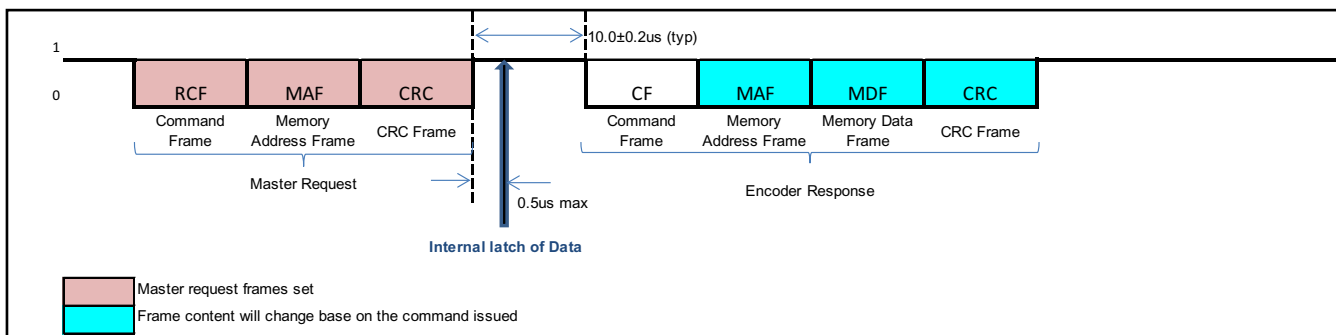 10.0±0.2us (typ)
1
0
RCF MAF CRC CF MAF MDF CRC
Command Frame
Memory Address Frame
CRC Frame
Command Frame
Memory Address Frame
Memory Data Frame
CRC Frame
Master Request
Encoder Response
0.5us max
Internal latch of Data
Master request frames set
Frame content will change base on the command issued